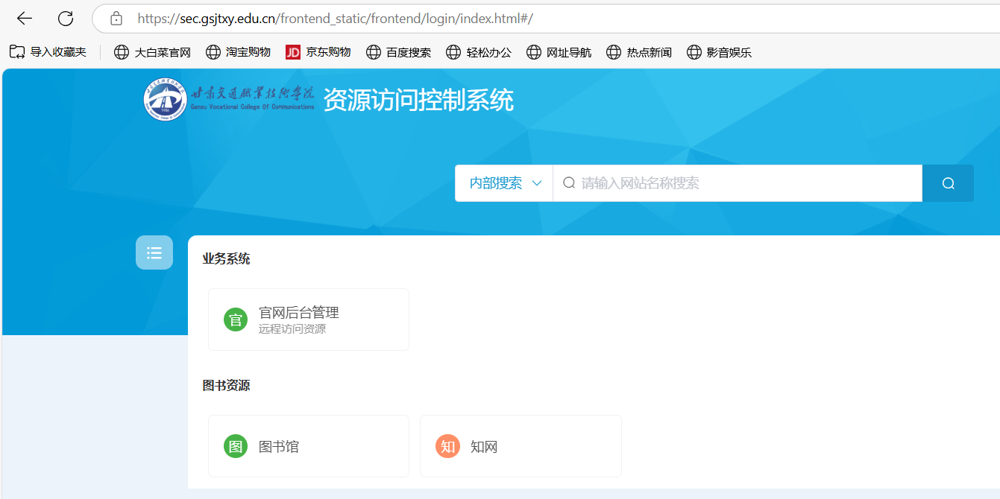 https://sec.gsjtxy.edu.cn/frontend_static/frontend/login/index.html#/
导入收藏夹 大白菜官网 淘宝购物 JD 京东购物 百度搜索 轻松办公 网址导航 热点新闻 影音娱乐
甘肃交通職業技術学院 资源访问控制系统
Gansu Vocational College Of Communications
内部搜索 请输入网站名称搜索
业务系统
官 官网后台管理
远程访问资源
图书资源
图 图书馆 知 知网